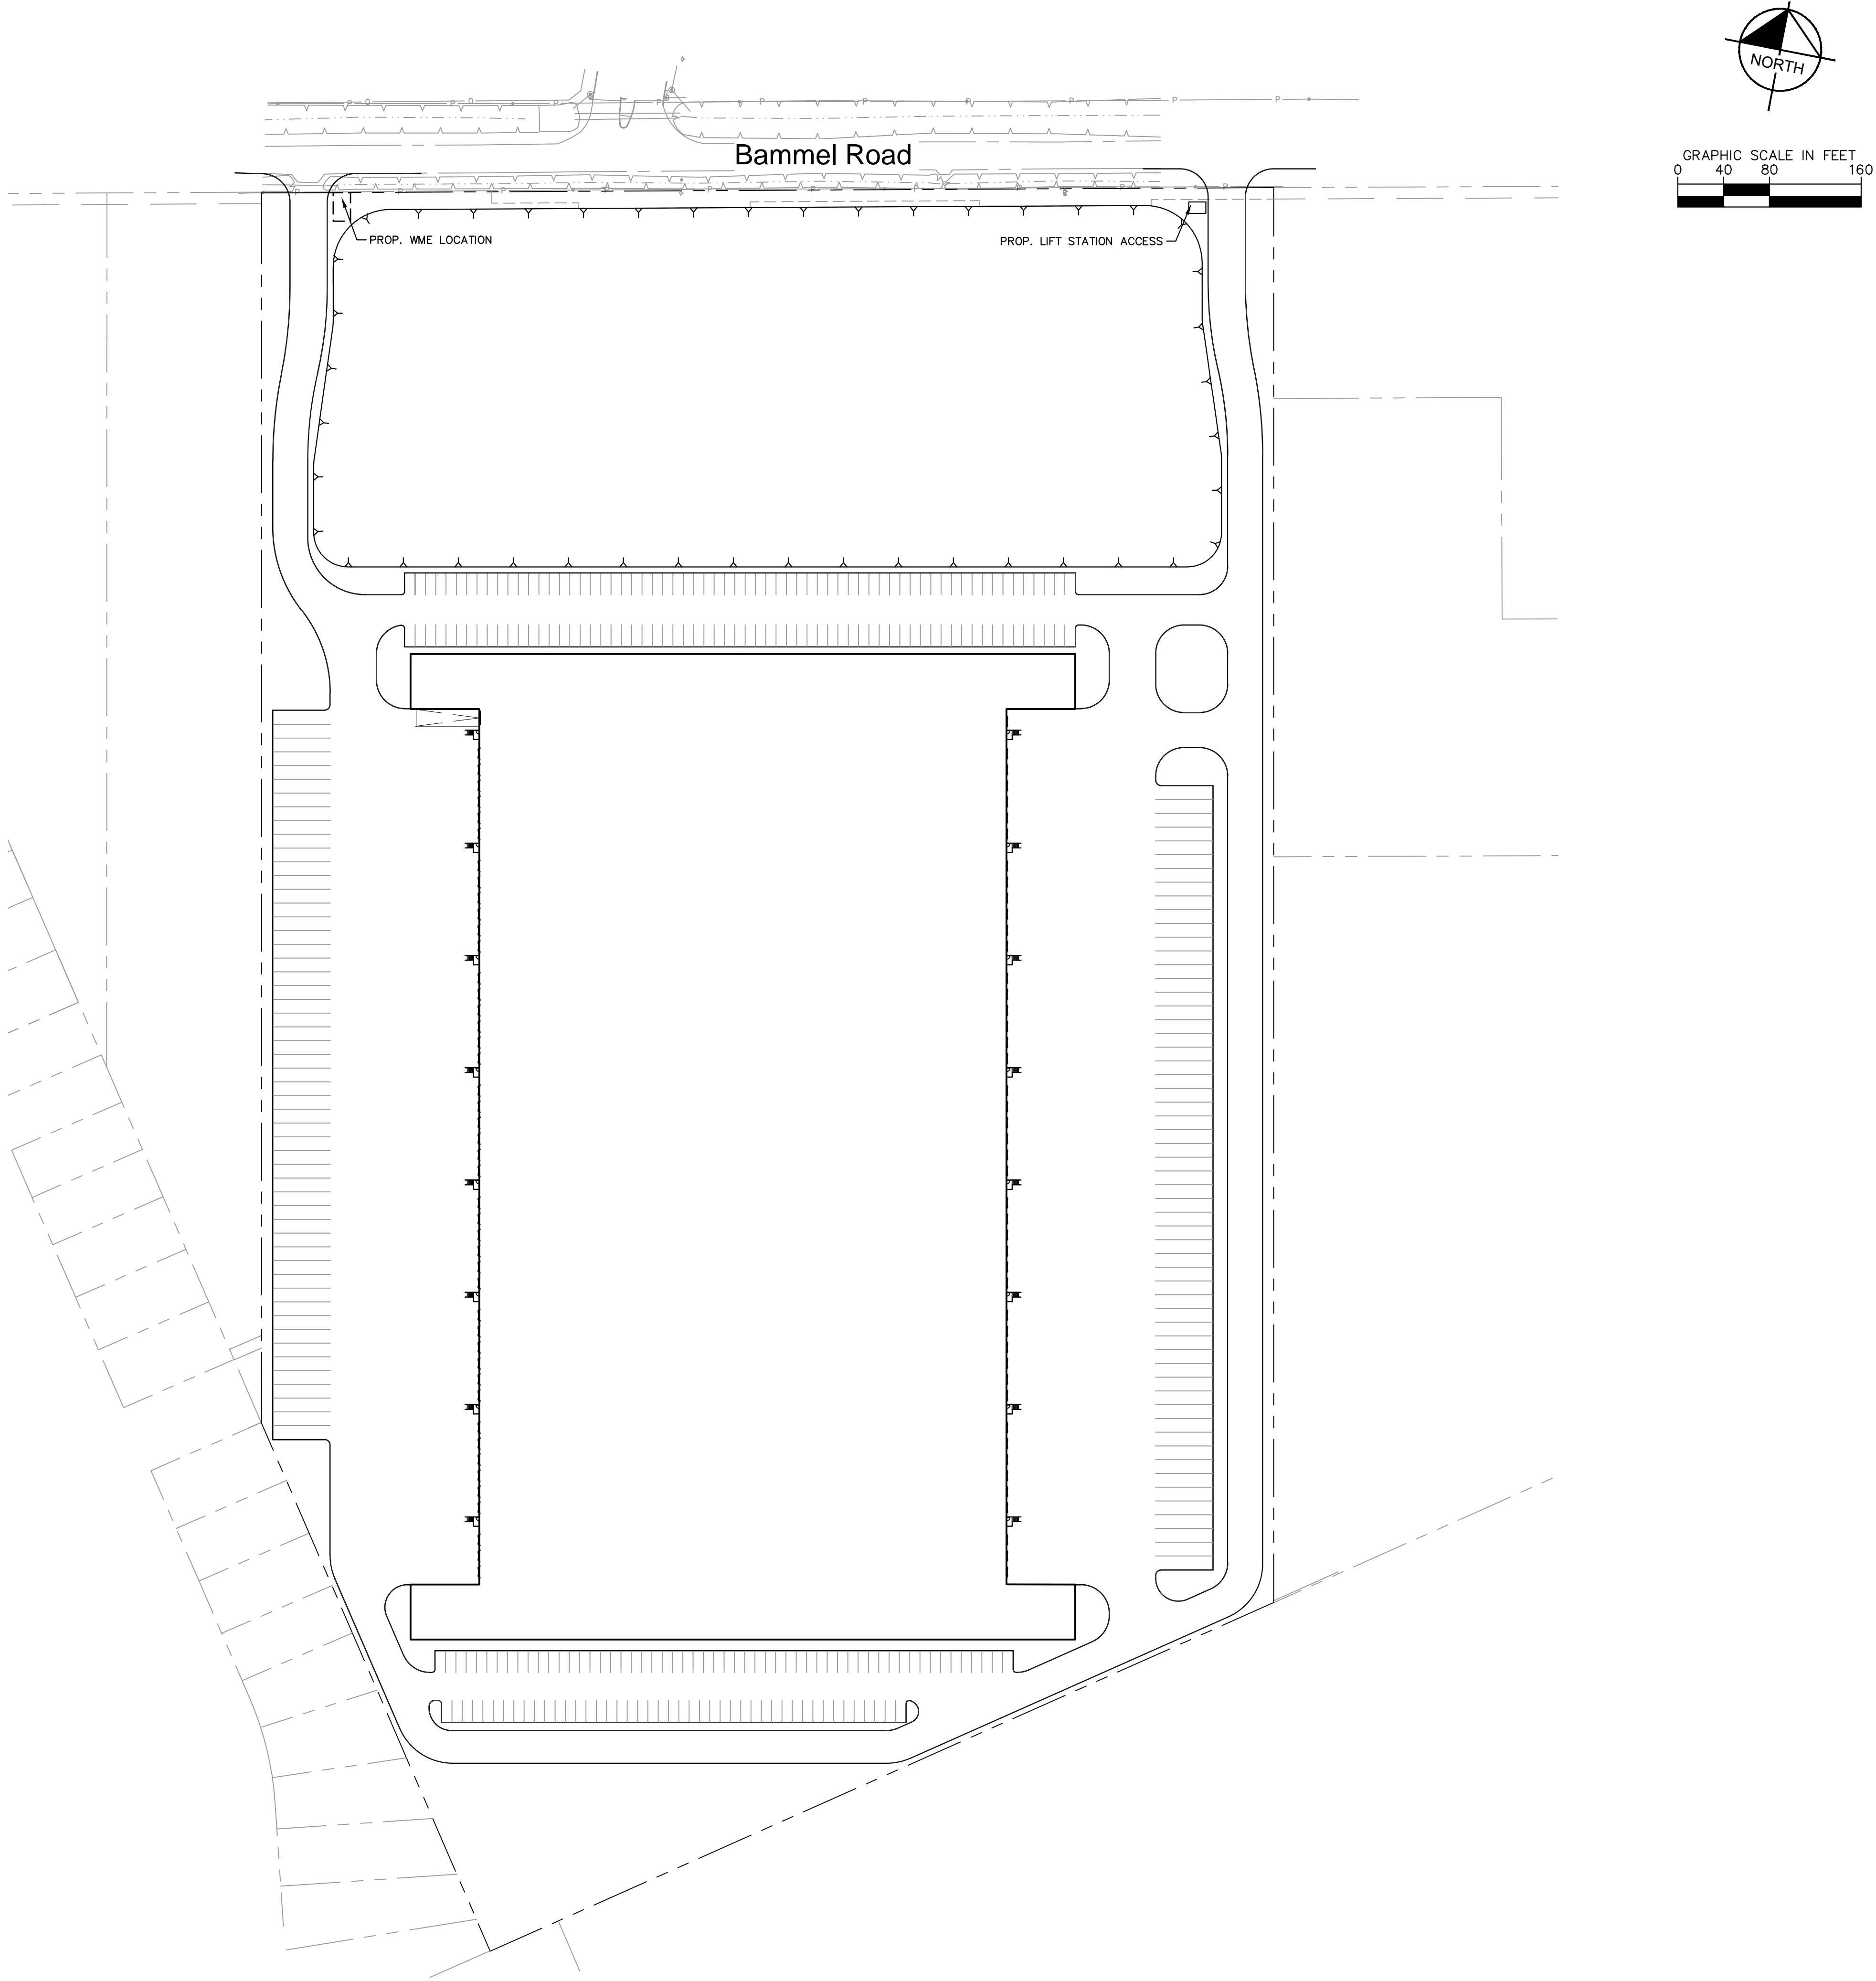 NORTH
Bammel Road
GRAPHIC SCALE IN FEET
0 40 80 160
PROP. WME LOCATION
PROP. LIFT STATION ACCESS